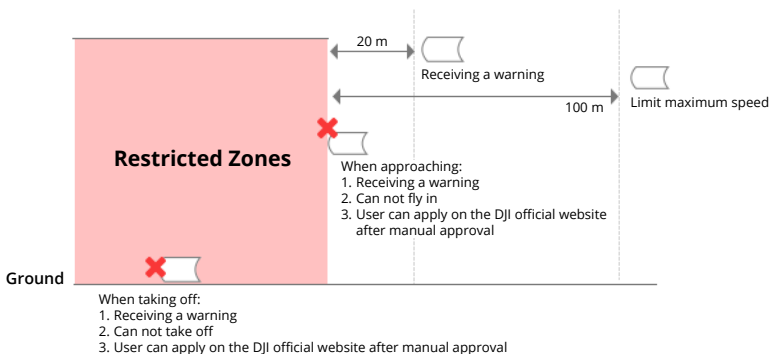 20 m
Receiving a warning
100 m
Limit maximum speed
Restricted Zones
When approaching:
1. Receiving a warning
2. Can not fly in
3. User can apply on the DJI official website
after manual approval
Ground
When taking off:
1. Receiving a warning
2. Can not take off
3. User can apply on the DJI official website after manual approval